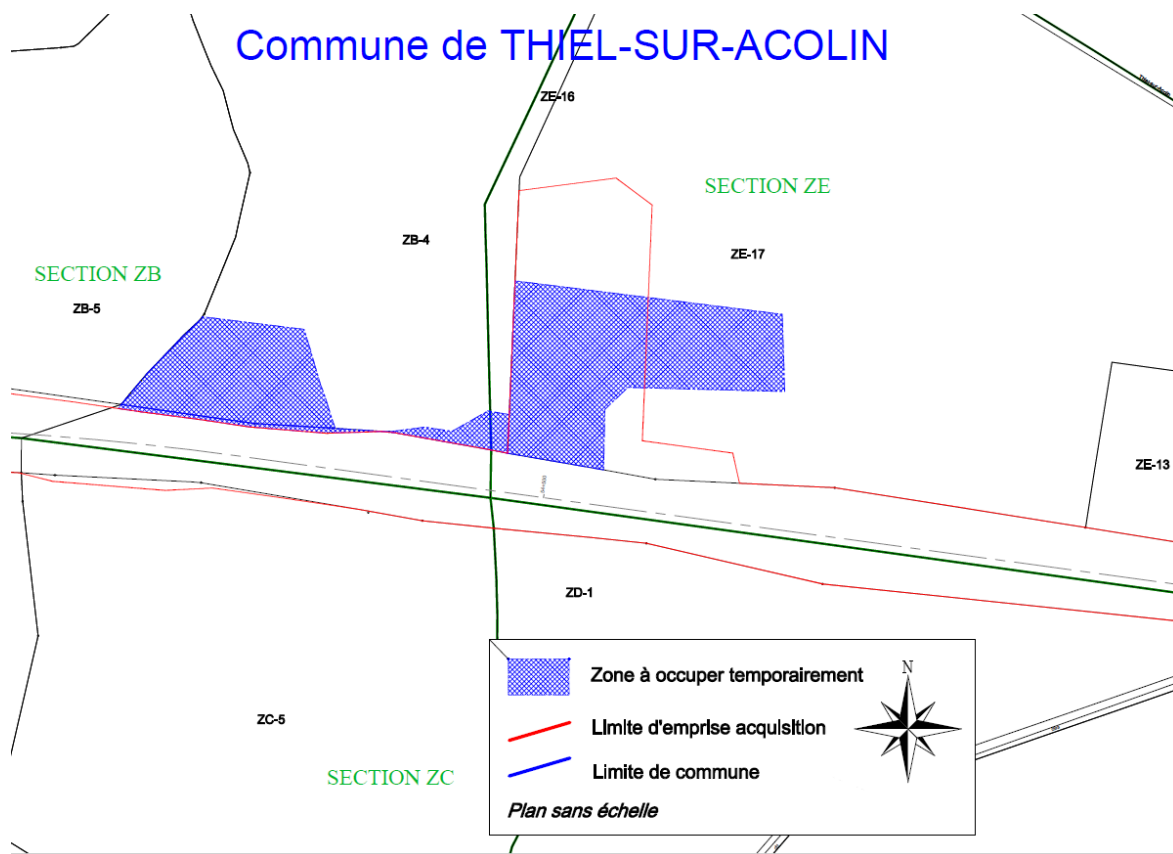 Commune de THIEL-SUR-ACOLIN
ZE-16
SECTION ZE
ZB-4
ZE-17
SECTION ZB
ZB-5
ZE-13
ZD-1
ZC-5
SECTION ZC
N
Zone à occuper temporairement
Limite d'emprise acquisition
Limite de commune
Plan sans échelle